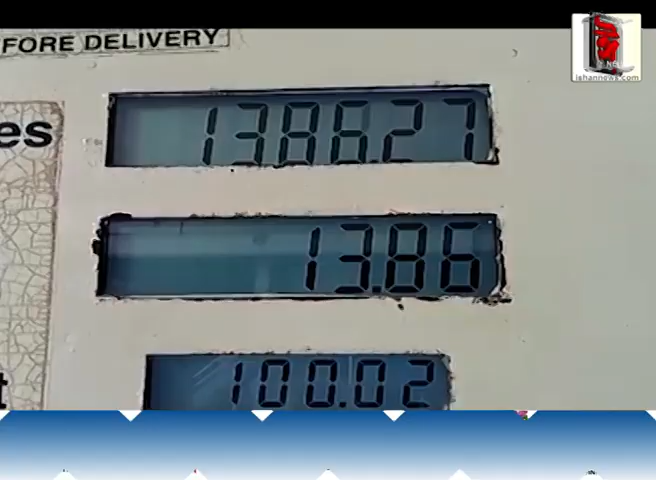 FORE DELIVERY
es
1386.27
13.86
100.02
t
ishannews.com